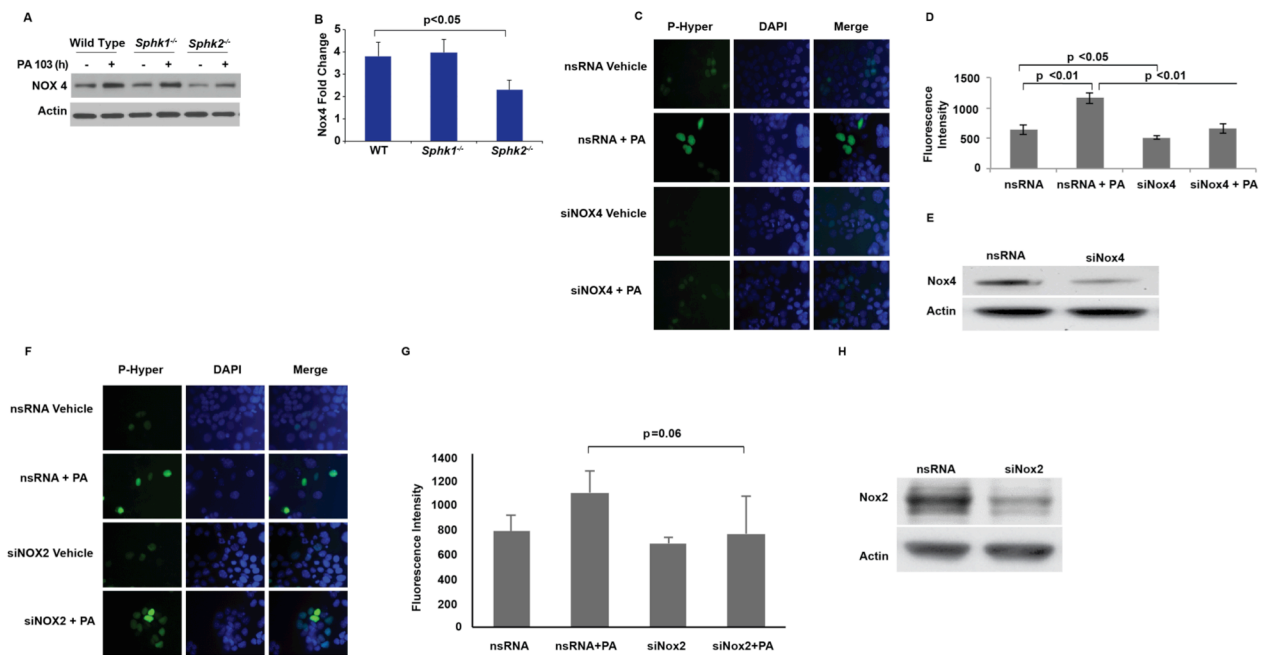 A
Wild Type Sphk1-/- Sphk2-/-
PA 103 (h) - + - + - +
NOX 4
Actin
B
p<0.05
Nox4 Fold Change
5
4
3
2
1
0
WT Sphk1-/- Sphk2-/-
C
P-Hyper DAPI Merge
nsRNA Vehicle
nsRNA + PA
siNOX4 Vehicle
siNOX4 + PA
D
p <0.05
p <0.01 p <0.01
Fluorescence
Intensity
1500
1000
500
0
nsRNA nsRNA + PA siNox4 siNox4 + PA
E
nsRNA siNox4
Nox4
Actin
F
P-Hyper DAPI Merge
nsRNA Vehicle
nsRNA + PA
siNOX2 Vehicle
siNOX2 + PA
G
p=0.06
Fluorescence Intensity
1400
1200
1000
800
600
400
200
0
nsRNA nsRNA+PA siNox2 siNox2+PA
H
nsRNA siNox2
Nox2
Actin